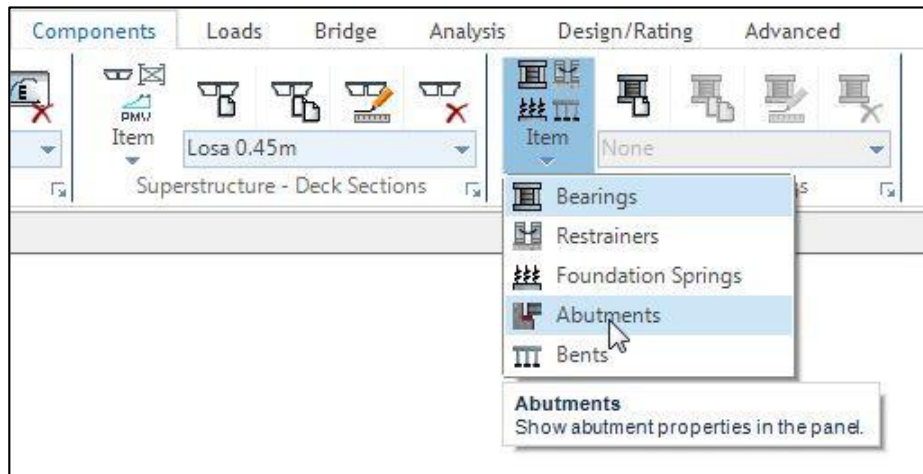 Components Loads Bridge Analysis Design/Rating Advanced
E
PMV
Item Item
Losa 0.45m None
Superstructure - Deck Sections s
Bearings
Restrainers
Foundation Springs
Abutments
Bents
Abutments
Show abutment properties in the panel.